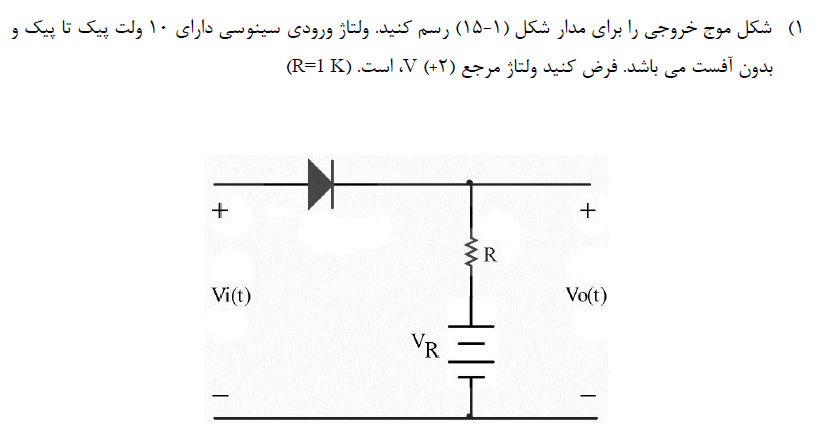 ۱) شکل موج خروجی را برای مدار شکل (۱-۱۵) رسم کنید. ولتاژ ورودی سینوسی دارای ۱۰ ولت پیک تا پیک و
بدون آفست می باشد. فرض کنید ولتاژ مرجع (۲+) V، است. (R=1 K)
+
+
R
Vi(t)
Vo(t)
VR
−
−